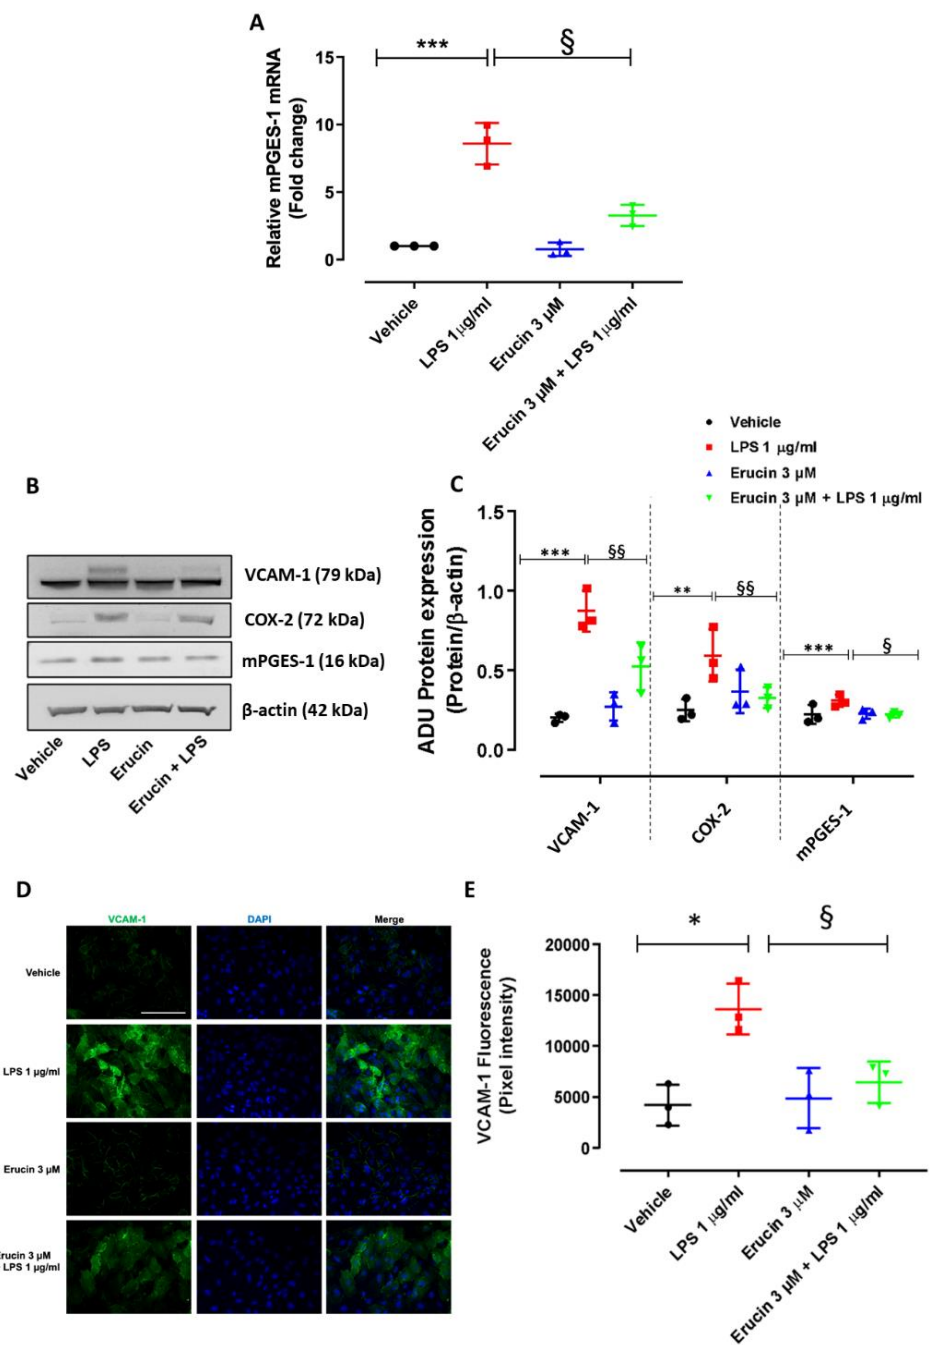 A
*** §
Relative mPGES-1 mRNA
(Fold change)
15
10
5
0
Vehicle
LPS 1μg/ml
Erucin 3 μM
Erucin 3 μM + LPS 1μg/ml
B
VCAM-1 (79 kDa)
COX-2 (72 kDa)
mPGES-1 (16 kDa)
β-actin (42 kDa)
Vehicle
LPS
Erucin
Erucin + LPS
C
Vehicle
LPS 1 μg/ml
Erucin 3 μM
Erucin 3 μM + LPS 1 μg/ml
ADU Protein expression
(Protein/β-actin)
1.5
1.0
0.5
0.0
*** §§
** §§
*** §
VCAM-1
COX-2
mPGES-1
D
VCAM-1 DAPI Merge
Vehicle
LPS 1 μg/ml
Erucin 3 μM
rucin 3 μM
LPS 1 μg/ml
E
* §
VCAM-1 Fluorescence
(Pixel intensity)
20000
15000
10000
5000
0
Vehicle
LPS 1 μg/ml
Erucin 3 μM
Erucin 3 μM + LPS 1 μg/ml